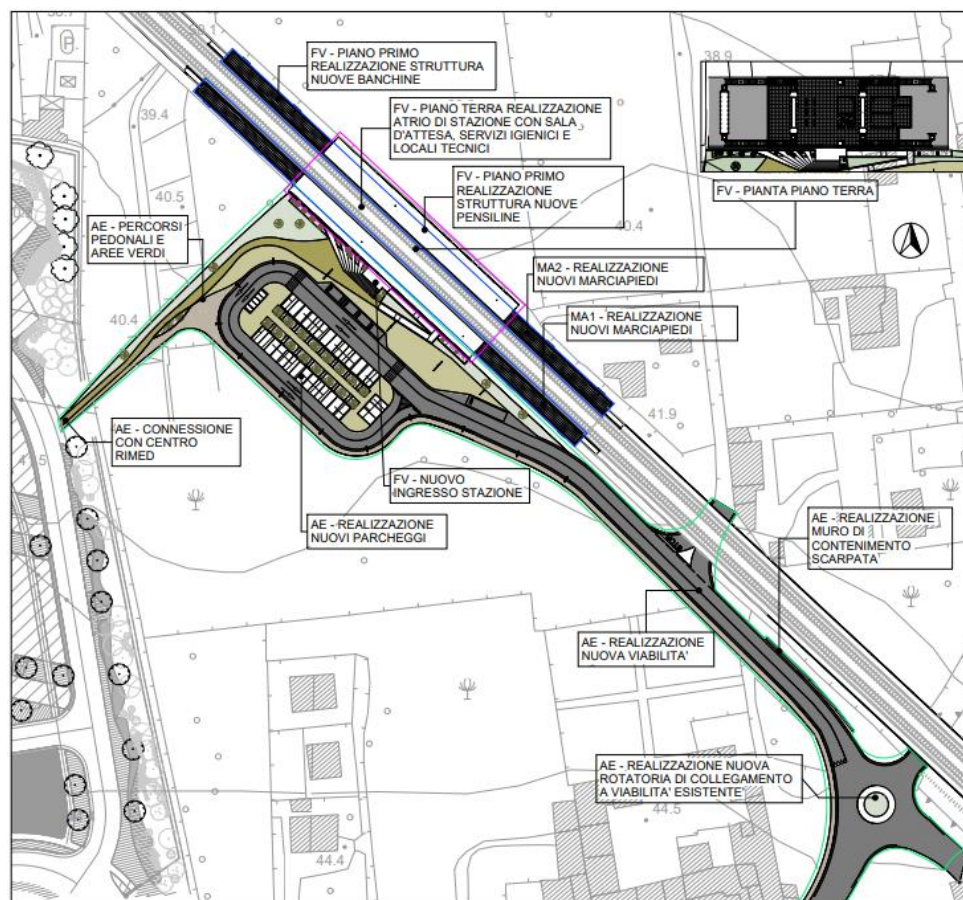 38.7
39.1
P.
38.9
FV - PIANO PRIMO
REALIZZAZIONE STRUTTURA
NUOVE BANCHINE
39.4
FV - PIANO TERRA REALIZZAZIONE
ATRIO DI STAZIONE CON SALA
D'ATTESA, SERVIZI IGIENICI E
LOCALI TECNICI
FV - PIANO PRIMO
REALIZZAZIONE
STRUTTURA NUOVE
PENSILINE
FV - PIANTA PIANO TERRA
40.5
40.4
AE - PERCORSI
PEDONALI E
AREE VERDI
MA2 - REALIZZAZIONE
NUOVI MARCIAPIEDI
MA1 - REALIZZAZIONE
NUOVI MARCIAPIEDI
40.4
41.9
AE - CONNESSIONE
CON CENTRO
RIMED
FV - NUOVO
INGRESSO STAZIONE
AE - REALIZZAZIONE
NUOVI PARCHEGGI
AE - REALIZZAZIONE
MURO DI
CONTENIMENTO
SCARPATA'
AE - REALIZZAZIONE
NUOVA VIABILITA'
AE - REALIZZAZIONE NUOVA
ROTATORIA DI COLLEGAMENTO
A VIABILITA' ESISTENTE
44.5
44.4